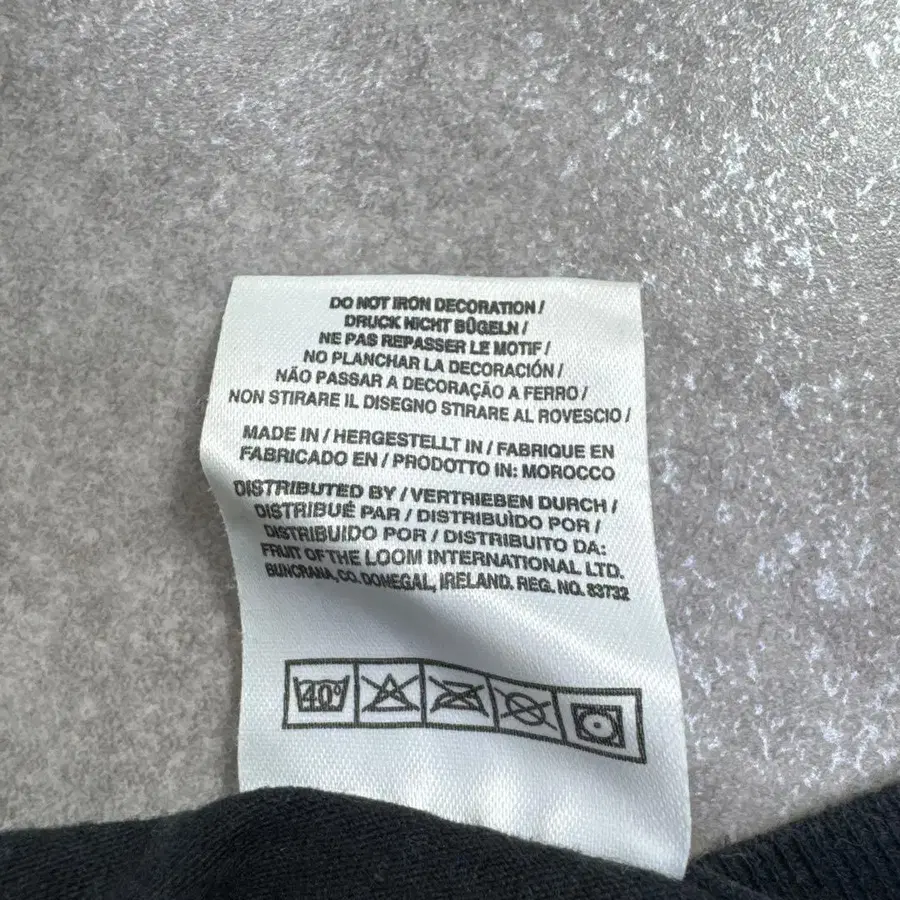 DO NOT IRON DECORATION /
DRUCK NICHT BÜGELN /
NE PAS REPASSER LE MOTIF /
NO PLANCHAR LA DECORACIÓN /
NÃO PASSAR A DECORAÇÃO A FERRO /
NON STIRARE IL DISEGNO STIRARE AL ROVESCIO /
MADE IN / HERGESTELLT IN / FABRIQUE EN
FABRICADO EN / PRODOTTO IN: MOROCCO
DISTRIBUTED BY / VERTRIEBEN DURCH /
DISTRIBUÉ PAR / DISTRIBUÌDO POR /
DISTRIBUIDO POR / DISTRIBUITO DA:
FRUIT OF THE LOOM INTERNATIONAL LTD.
BUNCRANA, CO. DONEGAL, IRELAND. REG. NO. 83732
40°